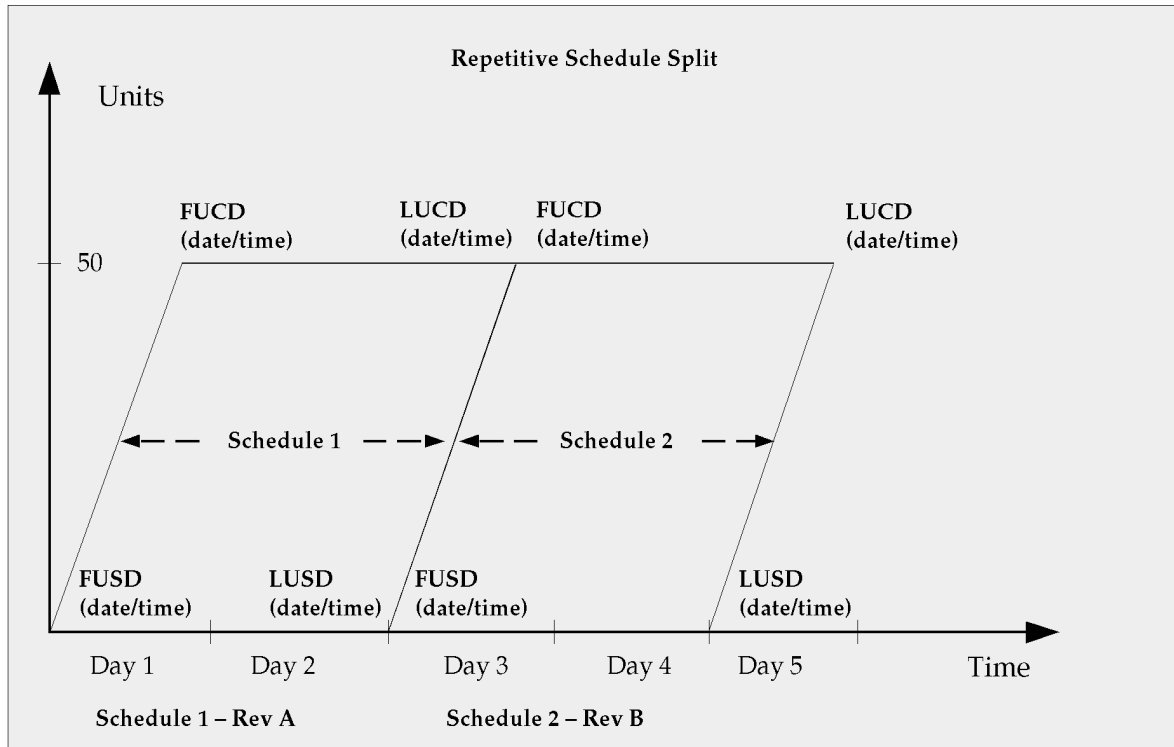 Repetitive Schedule Split
Units
FUCD
(date/time)
LUCD
(date/time)
FUCD
(date/time)
LUCD
(date/time)
50
Schedule 1
Schedule 2
FUSD
(date/time)
LUSD
(date/time)
FUSD
(date/time)
LUSD
(date/time)
Day 1
Day 2
Day 3
Day 4
Day 5
Time
Schedule 1 – Rev A
Schedule 2 – Rev B